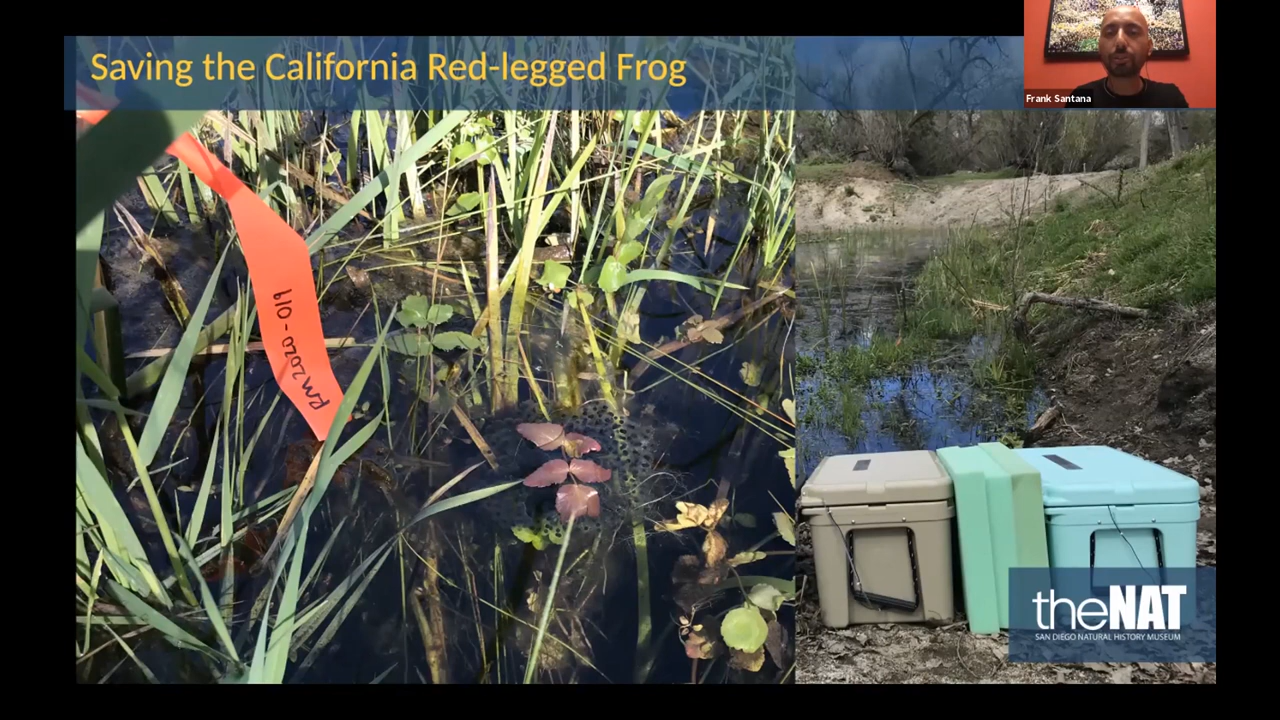 Saving the California Red-legged Frog
Frank Santana
RM2020-019
theNAT
SAN DIEGO NATURAL HISTORY MUSEUM